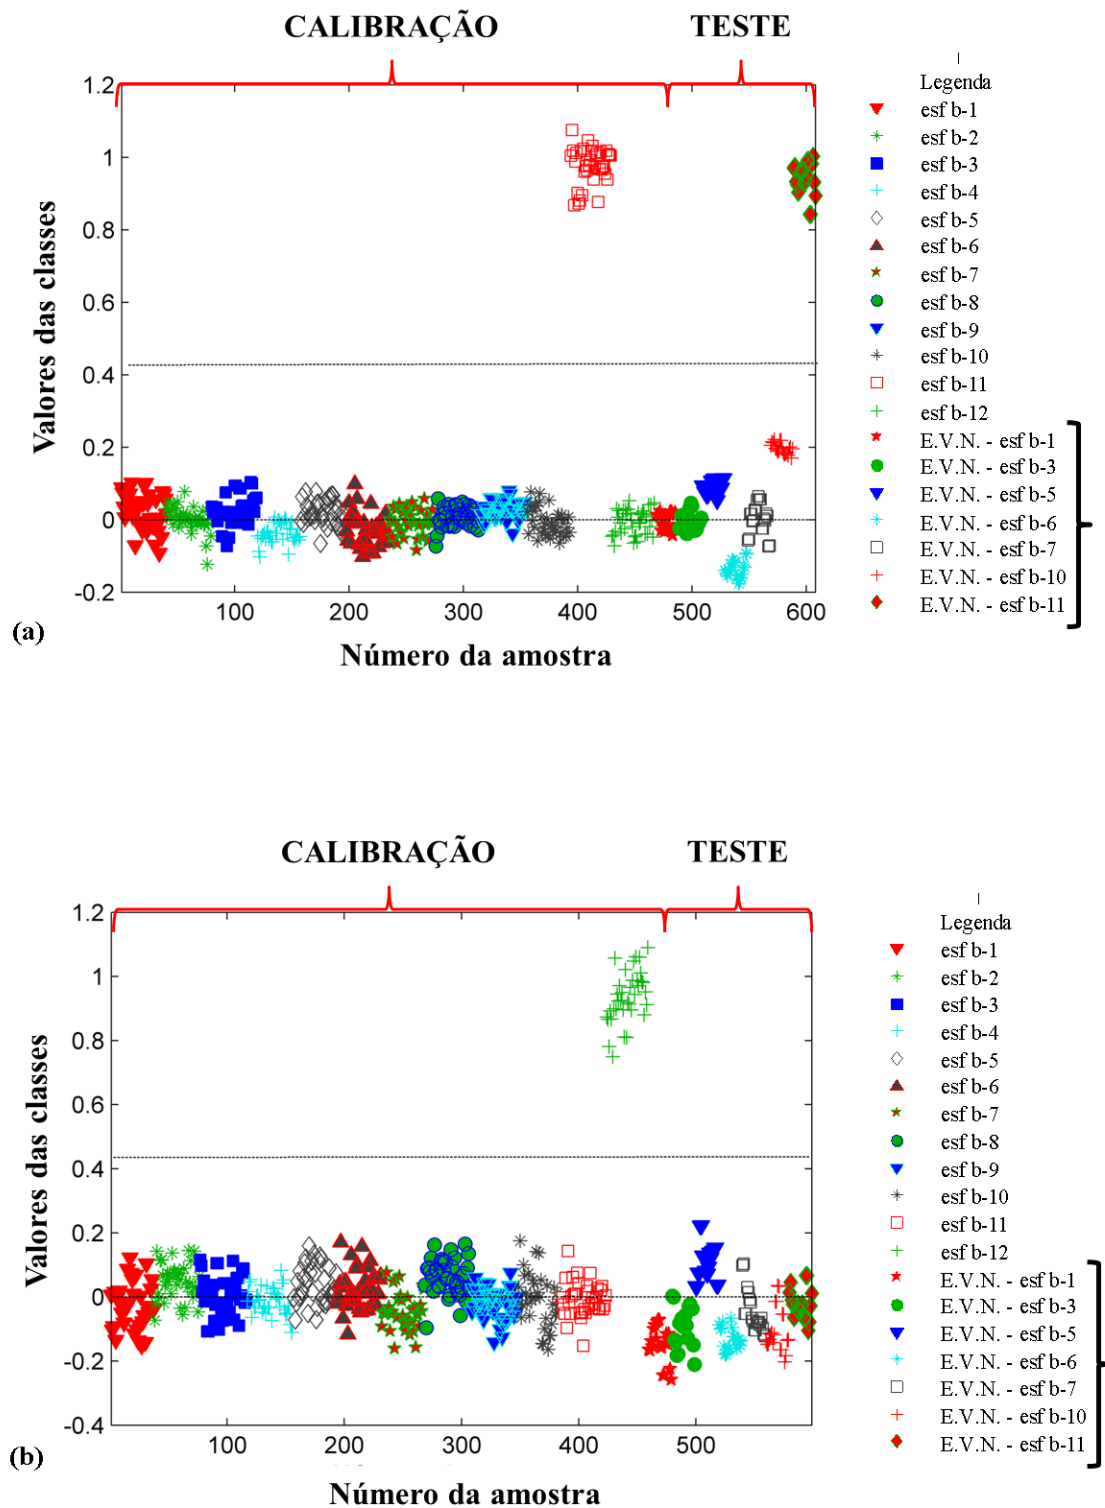 CALIBRAÇÃO TESTE
Legenda
esf b-1
esf b-2
esf b-3
esf b-4
esf b-5
esf b-6
esf b-7
esf b-8
esf b-9
esf b-10
esf b-11
esf b-12
E.V.N. - esf b-1
E.V.N. - esf b-3
E.V.N. - esf b-5
E.V.N. - esf b-6
E.V.N. - esf b-7
E.V.N. - esf b-10
E.V.N. - esf b-11
Valores das classes
1.2
1
0.8
0.6
0.4
0.2
0
-0.2
100 200 300 400 500 600
(a)
Número da amostra
CALIBRAÇÃO TESTE
Legenda
esf b-1
esf b-2
esf b-3
esf b-4
esf b-5
esf b-6
esf b-7
esf b-8
esf b-9
esf b-10
esf b-11
esf b-12
E.V.N. - esf b-1
E.V.N. - esf b-3
E.V.N. - esf b-5
E.V.N. - esf b-6
E.V.N. - esf b-7
E.V.N. - esf b-10
E.V.N. - esf b-11
Valores das classes
1.2
1
0.8
0.6
0.4
0.2
0
-0.2
-0.4
100 200 300 400 500
(b)
Número da amostra